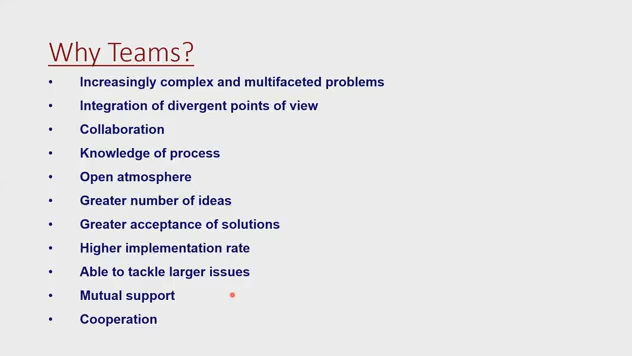 Why Teams?
• Increasingly complex and multifaceted problems
• Integration of divergent points of view
• Collaboration
• Knowledge of process
• Open atmosphere
• Greater number of ideas
• Greater acceptance of solutions
• Higher implementation rate
• Able to tackle larger issues
• Mutual support
• Cooperation